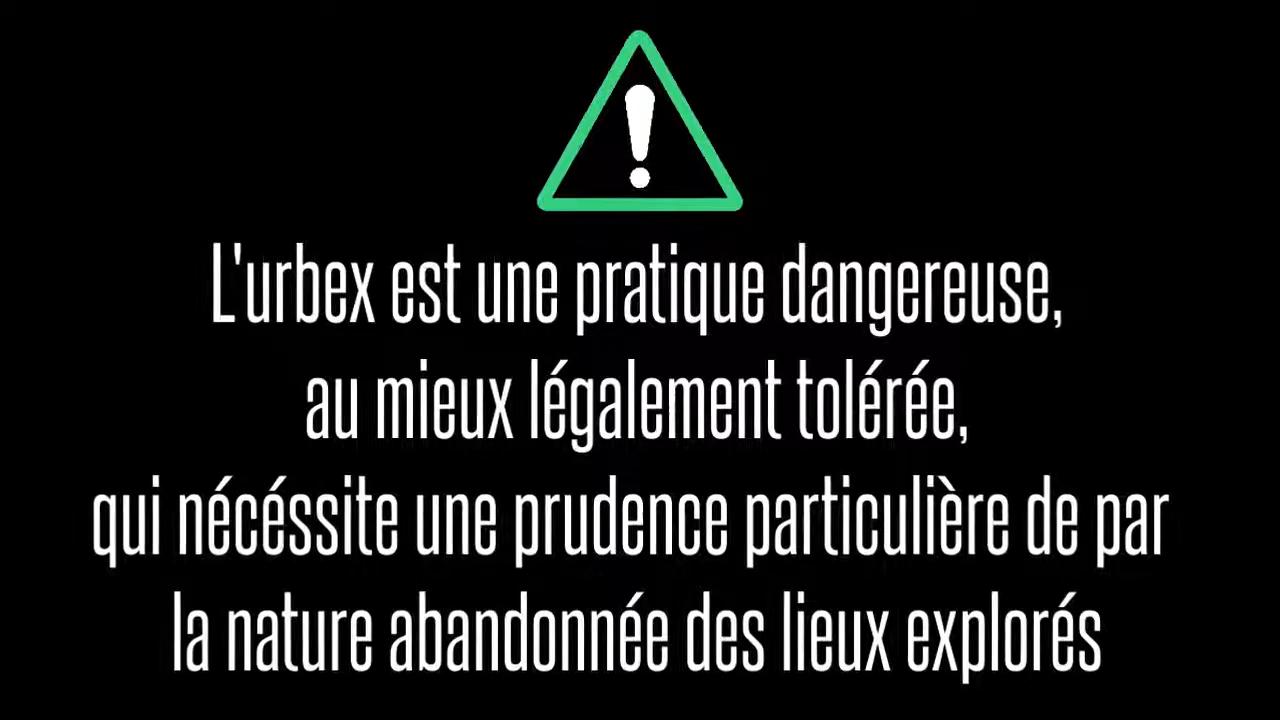 L'urbex est une pratique dangereuse,
au mieux légalement tolérée,
qui nécéssite une prudence particulière de par
la nature abandonnée des lieux explorés